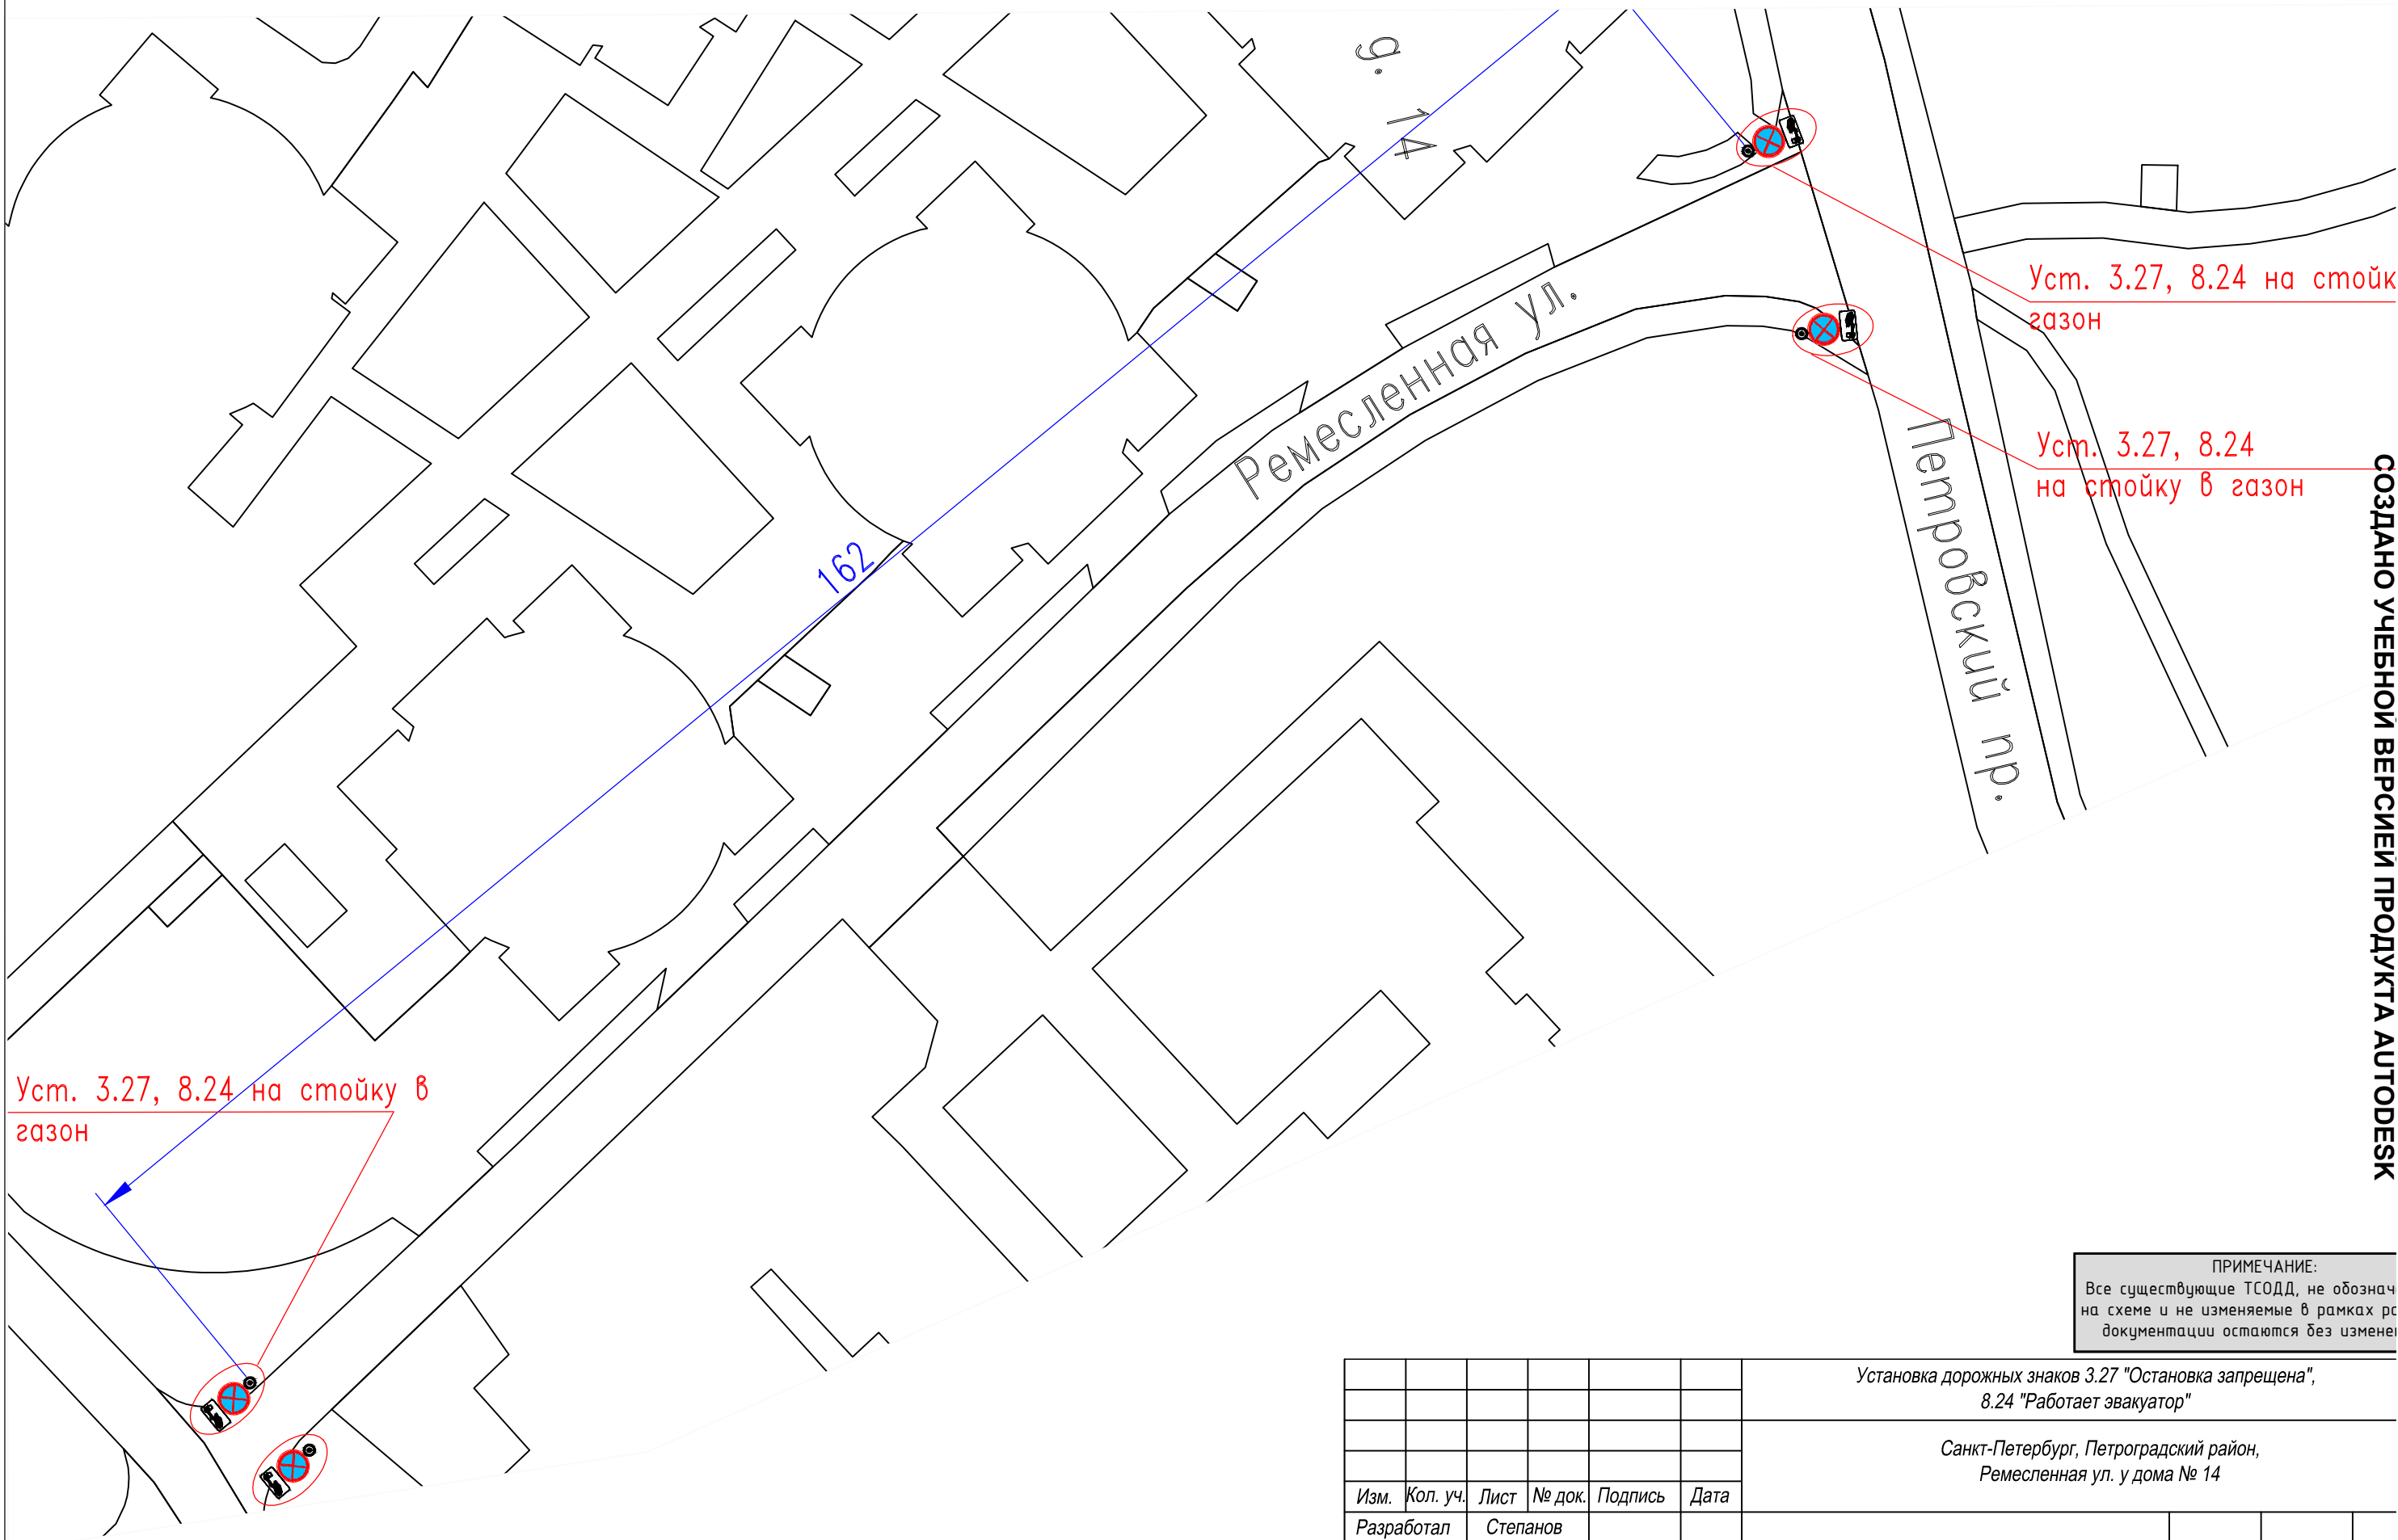 д. 14
Уст. 3.27, 8.24 на стойк
газон
Ремесленная ул.
Уст. 3.27, 8.24
на стойку в газон
Петровский пр.
162
СОЗДАНО УЧЕБНОЙ ВЕРСИЕЙ ПРОДУКТА AUTODESK
Уст. 3.27, 8.24 на стойку в
газон
ПРИМЕЧАНИЕ:
Все существующие ТСОДД, не обознач
на схеме и не изменяемые в рамках ра
документации остаются без измене
Установка дорожных знаков 3.27 "Остановка запрещена",
8.24 "Работает эвакуатор"
Санкт-Петербург, Петроградский район,
Ремесленная ул. у дома № 14
Изм. Кол. уч. Лист № док. Подпись Дата
Разработал Степанов